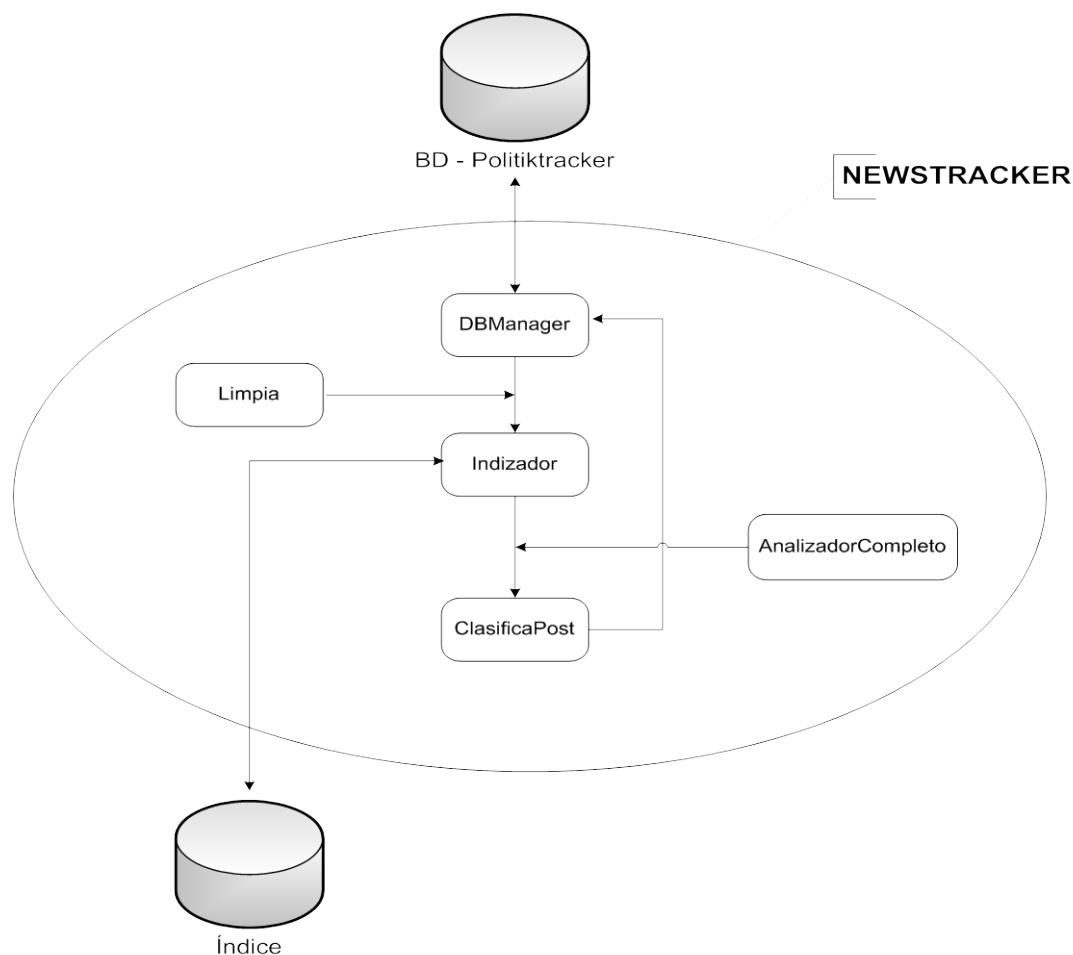 BD - Politiktracker
NEWSTRACKER
DBManager
Limpia
Indizador
AnalizadorCompleto
ClasificaPost
Índice